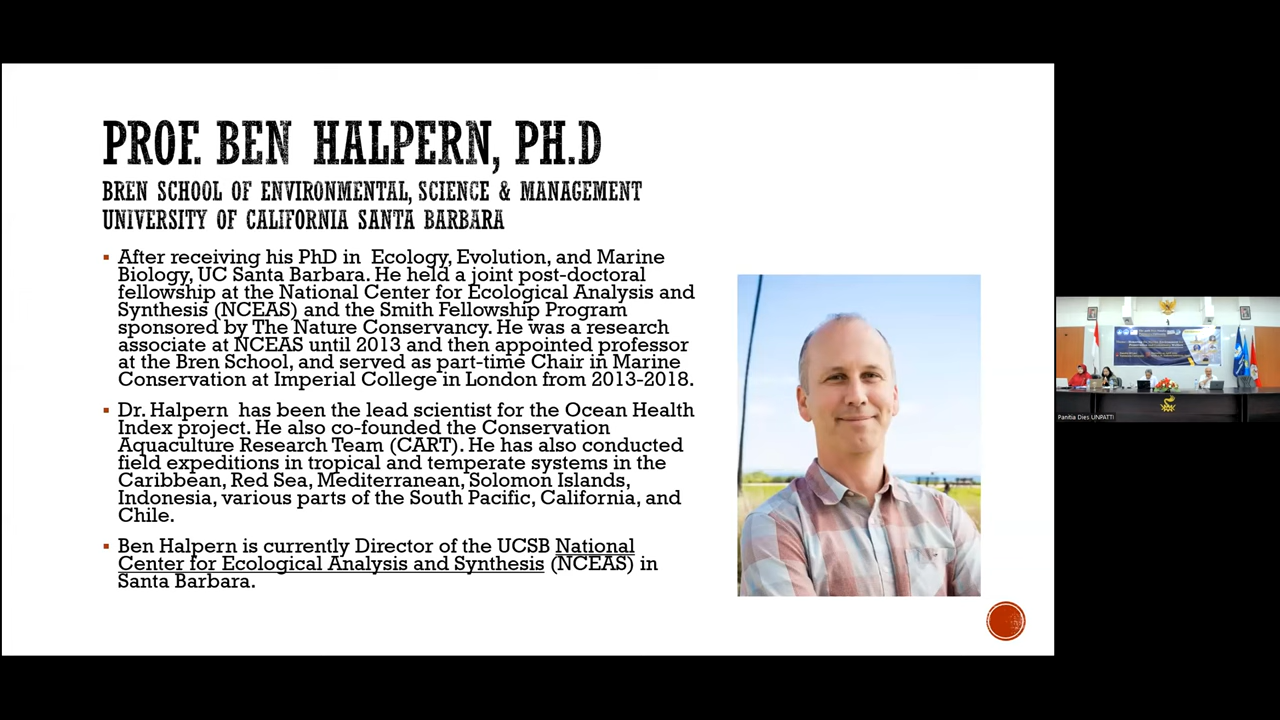 PROF. BEN HALPERN, PH.D
BREN SCHOOL OF ENVIRONMENTAL, SCIENCE & MANAGEMENT
UNIVERSITY OF CALIFORNIA SANTA BARBARA
After receiving his PhD in Ecology, Evolution, and Marine
Biology, UC Santa Barbara. He held a joint post-doctoral
fellowship at the National Center for Ecological Analysis and
Synthesis (NCEAS) and the Smith Fellowship Program
sponsored by The Nature Conservancy. He was a research
associate at NCEAS until 2013 and then appointed professor
at the Bren School, and served as part-time Chair in Marine
Conservation at Imperial College in London from 2013-2018.
Dr. Halpern has been the lead scientist for the Ocean Health
Index project. He also co-founded the Conservation
Aquaculture Research Team (CART). He has also conducted
field expeditions in tropical and temperate systems in the
Caribbean, Red Sea, Mediterranean, Solomon Islands,
Indonesia, various parts of the South Pacific, California, and
Chile.
Ben Halpern is currently Director of the UCSB National
Center for Ecological Analysis and Synthesis (NCEAS) in
Santa Barbara.
Panitia Dies UNPATTI